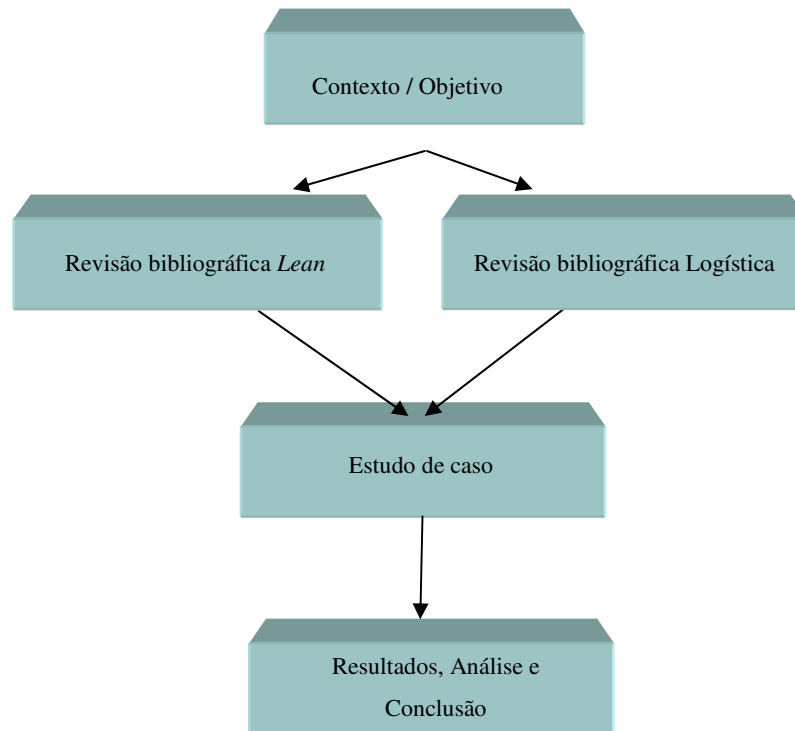 Contexto / Objetivo
Revisão bibliográfica Lean
Revisão bibliográfica Logística
Estudo de caso
Resultados, Análise e
Conclusão